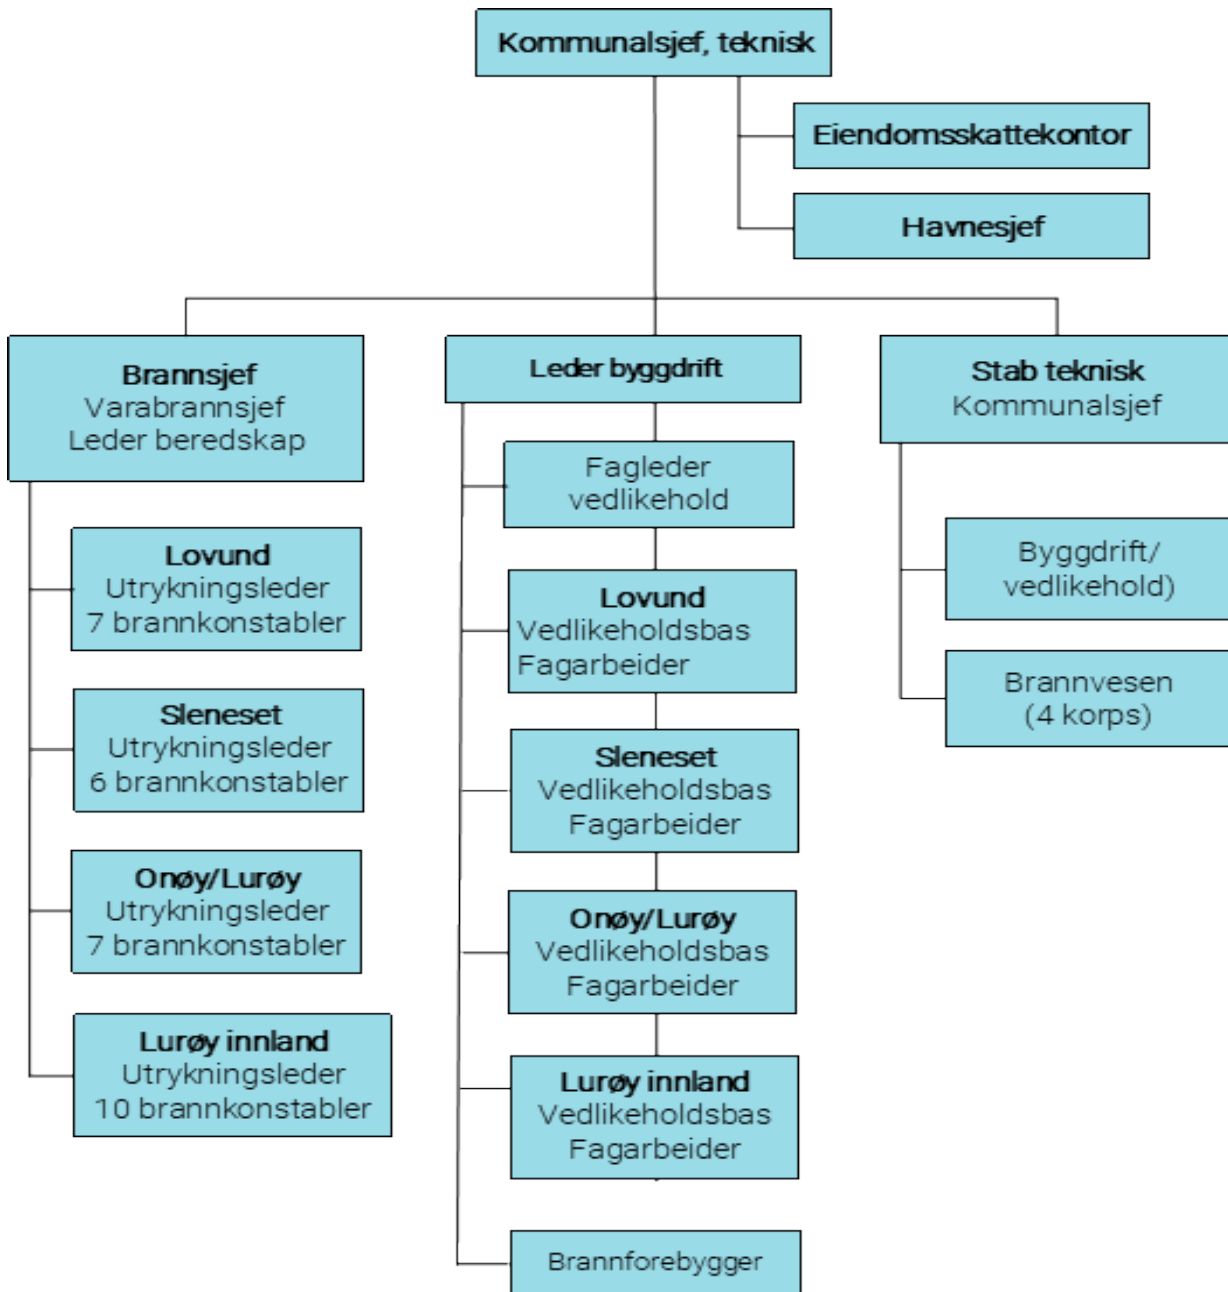 Kommunalsjef, teknisk
Eiendomsskattekontor
Havnesjef
Brannsjef
Varabrannsjef
Leder beredskap
Lovund
Utrykningsleder
7 brannkonstabler
Sleneset
Utrykningsleder
6 brannkonstabler
Onøy/Lurøy
Utrykningsleder
7 brannkonstabler
Lurøy innland
Utrykningsleder
10 brannkonstabler
Leder byggdrift
Fagleder
vedlikehold
Lovund
Vedlikeholdsbas
Fagarbeider
Sleneset
Vedlikeholdsbas
Fagarbeider
Onøy/Lurøy
Vedlikeholdsbas
Fagarbeider
Lurøy innland
Vedlikeholdsbas
Fagarbeider
Brannforebygger
Stab teknisk
Kommunalsjef
Byggdrift/
vedlikehold)
Brannvesen
(4 korps)